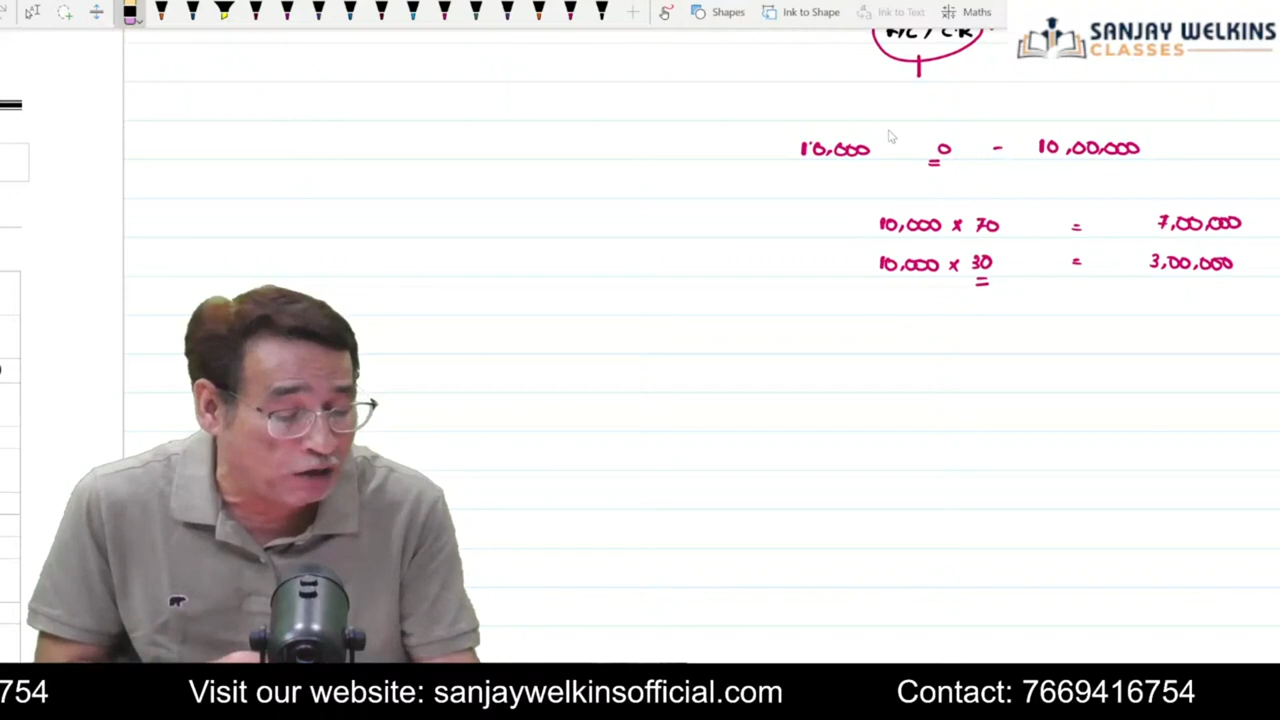 Shapes Ink to Shape Ink to Text Maths
SANJAY WELKINS
CLASSES
10,000 0 - 10,00,000
10,000 × 70 = 7,00,000
10,000 × 30 = 3,00,000
754 Visit our website: sanjaywelkinsofficial.com Contact: 7669416754